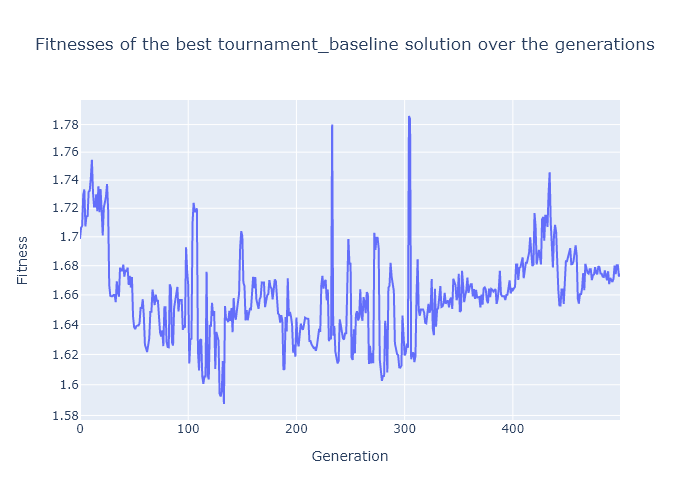 Fitnesses of the best tournament_baseline solution over the generations
Fitness
1.78
1.76
1.74
1.72
1.7
1.68
1.66
1.64
1.62
1.6
1.58
0 100 200 300 400
Generation